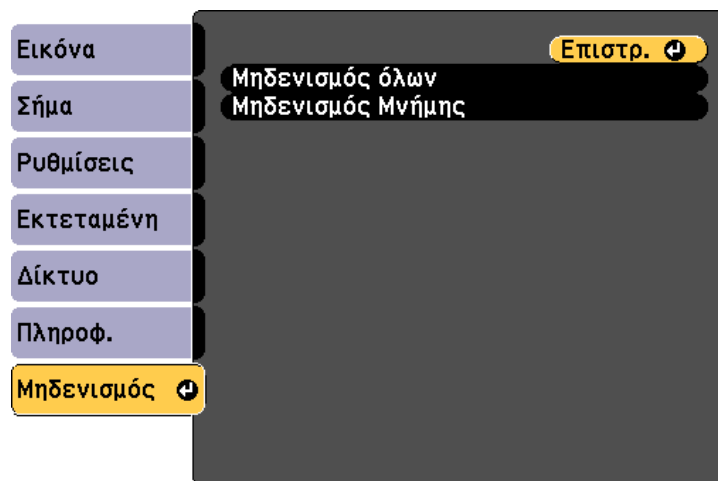 Εικόνα
Σήμα
Ρυθμίσεις
Εκτεταμένη
Δίκτυο
Πληροφ.
Μηδενισμός
Επιστρ.
Μηδενισμός όλων
Μηδενισμός Μνήμης